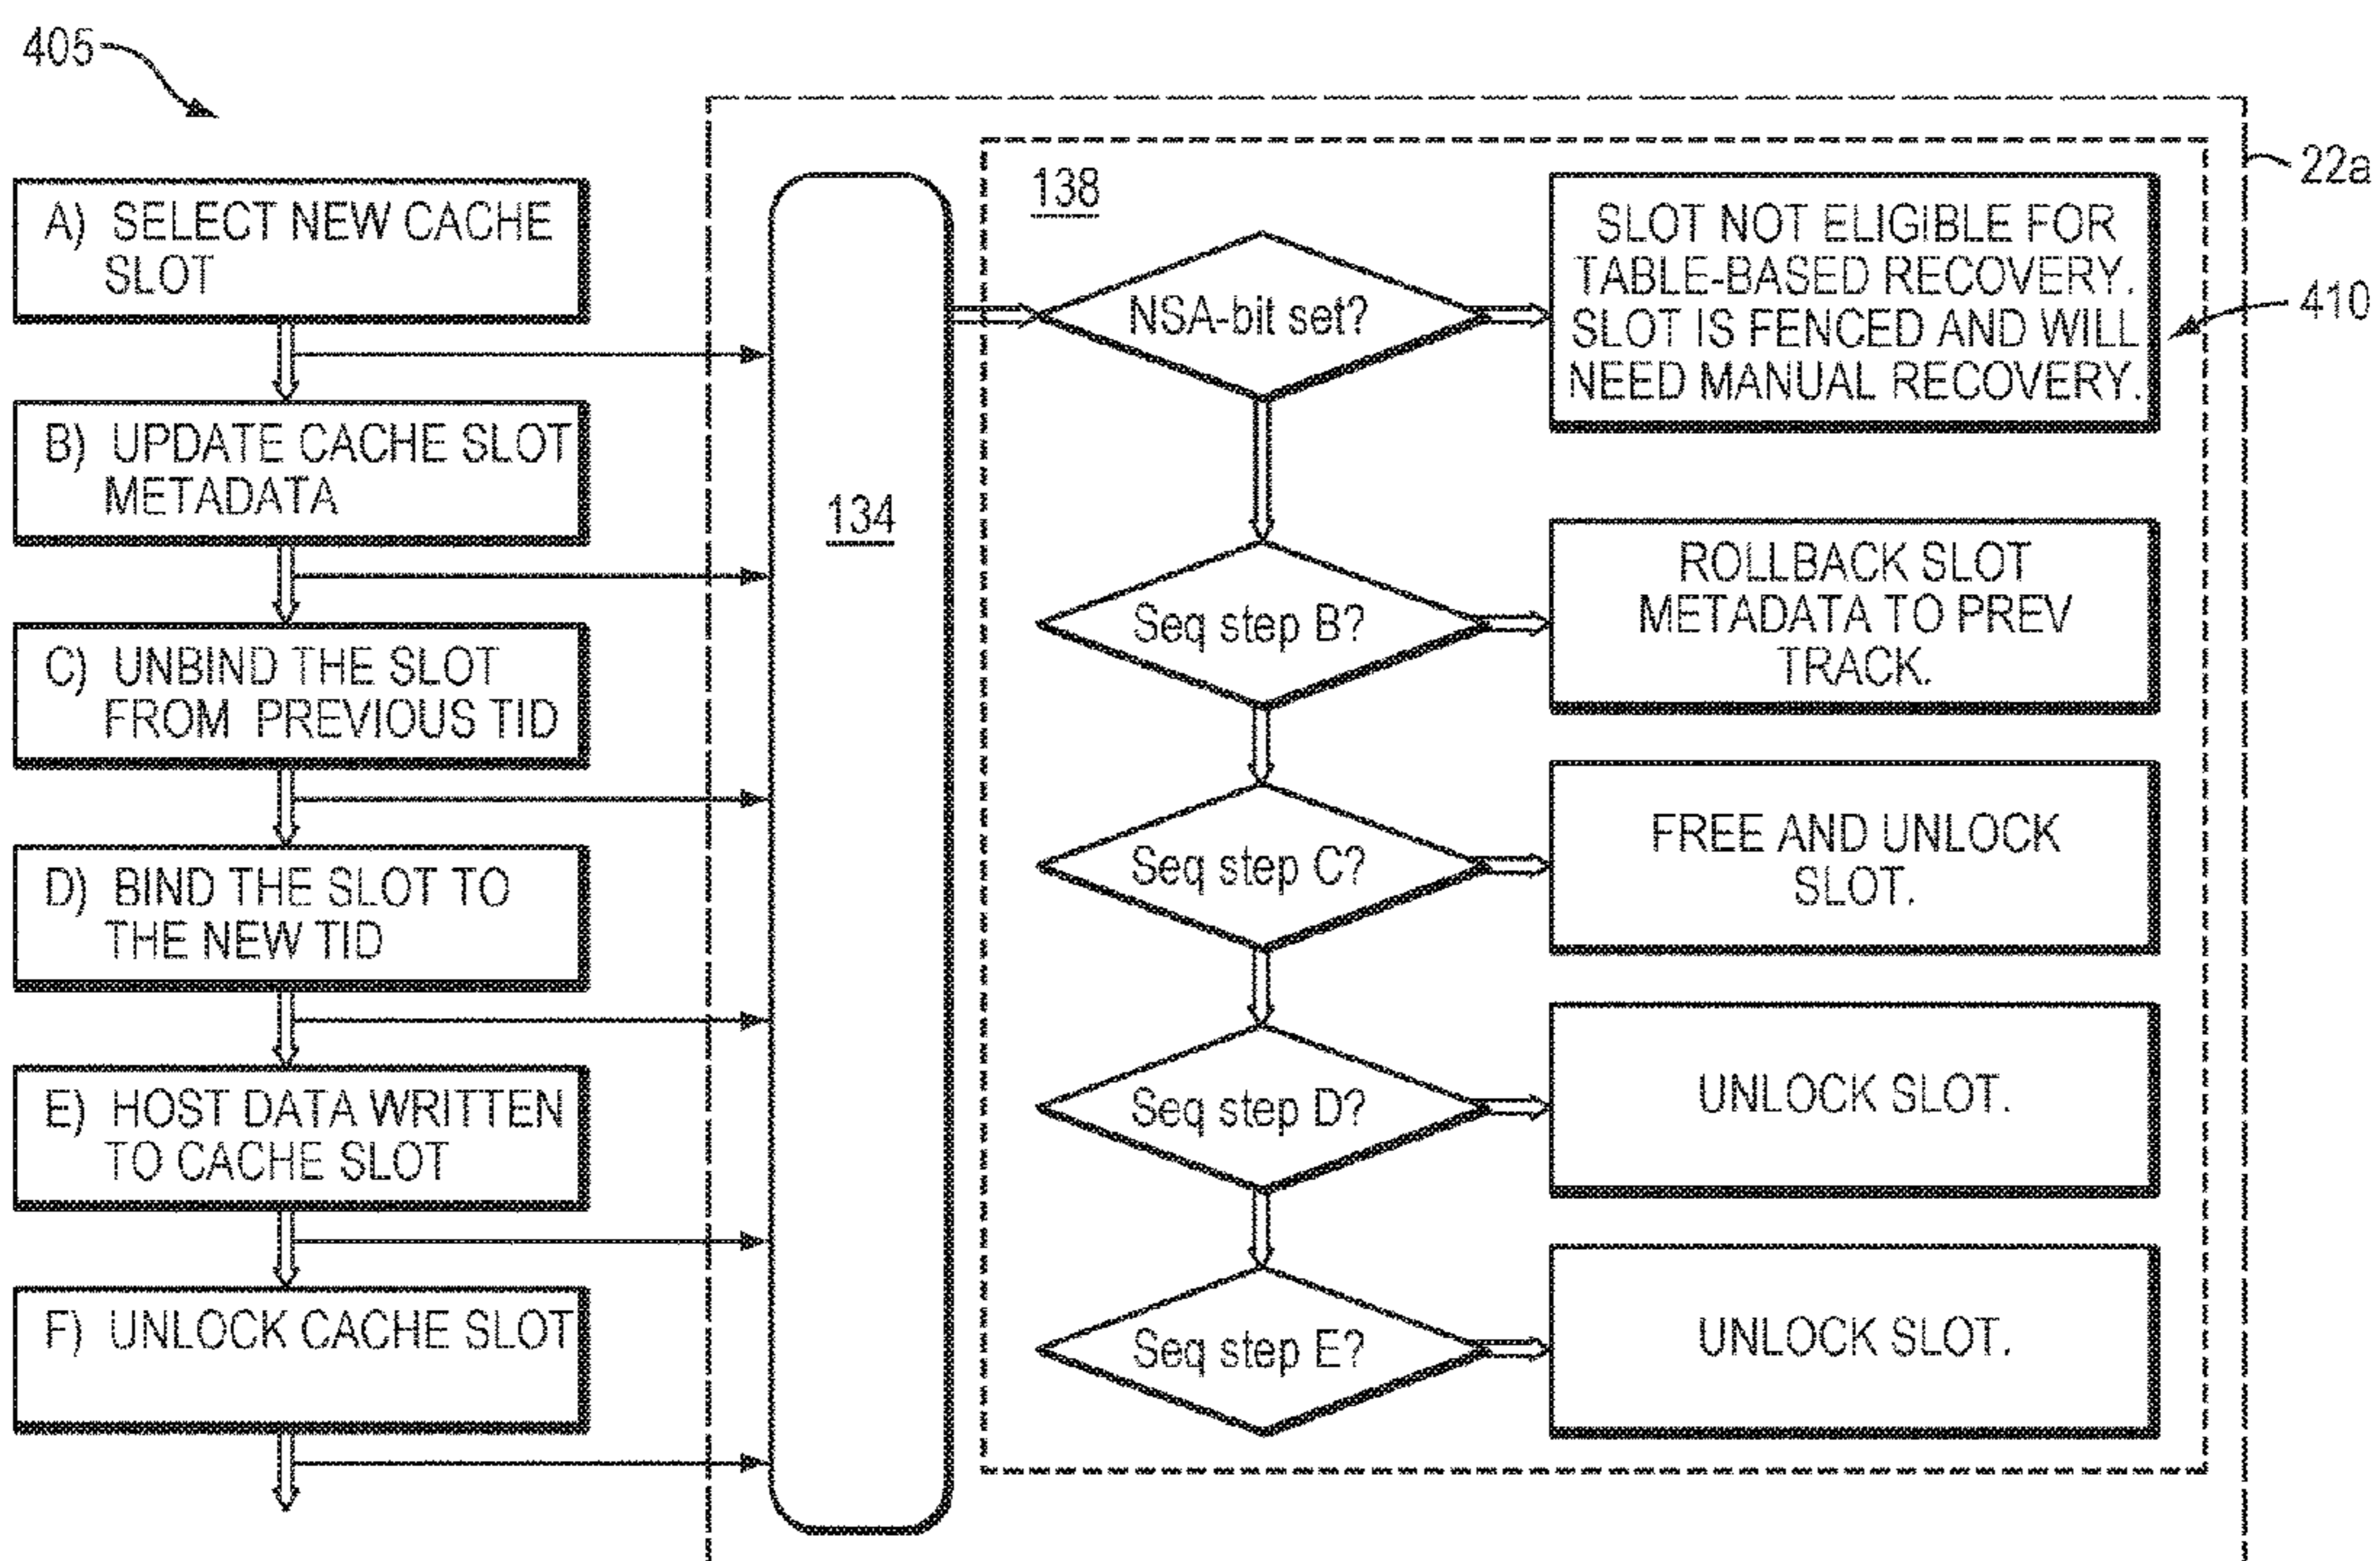 405
A) SELECT NEW CACHE
SLOT
B) UPDATE CACHE SLOT
METADATA
C) UNBIND THE SLOT
FROM PREVIOUS TID
D) BIND THE SLOT TO
THE NEW TID
E) HOST DATA WRITTEN
TO CACHE SLOT
F) UNLOCK CACHE SLOT
134
138
NSA-bit set?
SLOT NOT ELIGIBLE FOR
TABLE-BASED RECOVERY.
SLOT IS FENCED AND WILL
NEED MANUAL RECOVERY.
22a
410
Seq step B?
ROLLBACK SLOT
METADATA TO PREV
TRACK.
Seq step C?
FREE AND UNLOCK
SLOT.
Seq step D?
UNLOCK SLOT.
Seq step E?
UNLOCK SLOT.